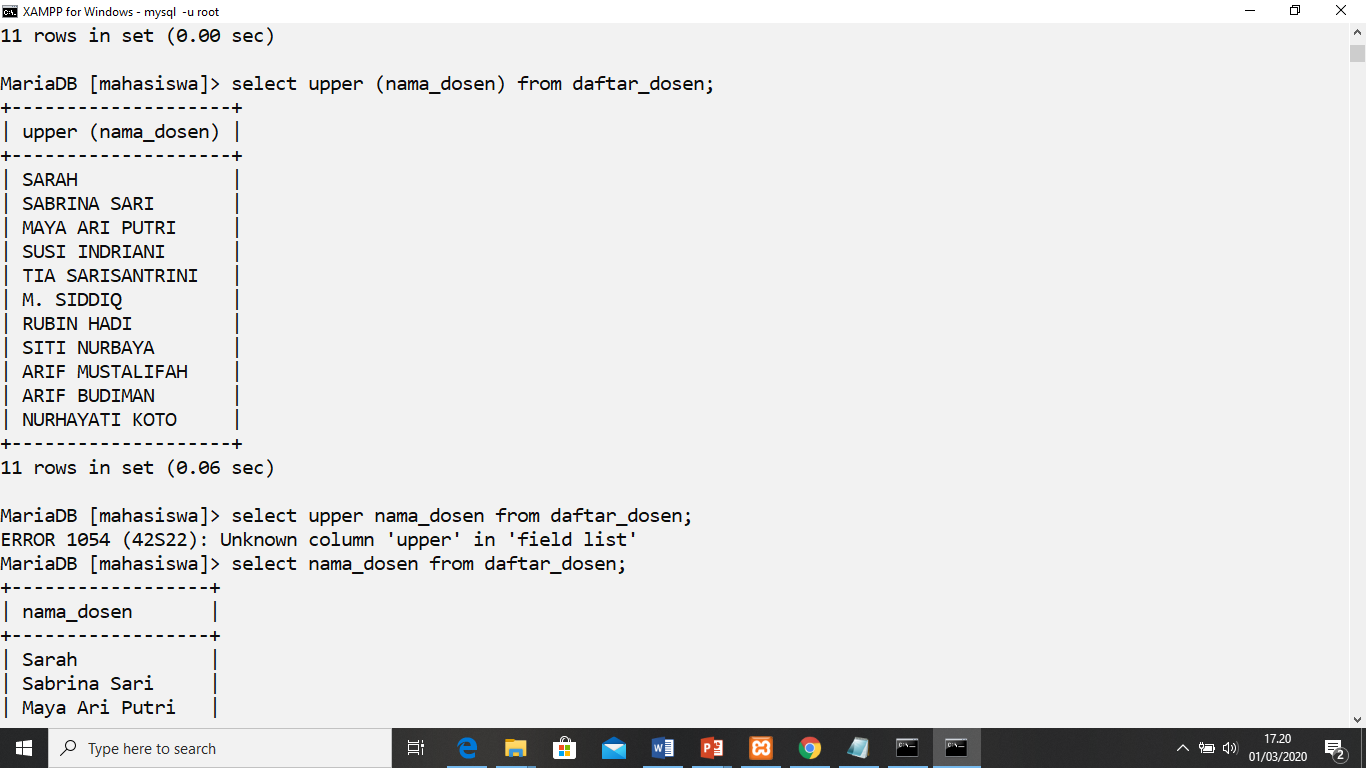 XAMPP for Windows - mysql -u root
11 rows in set (0.00 sec)
MariaDB [mahasiswa]> select upper (nama_dosen) from daftar_dosen;
+--------------------+
| upper (nama_dosen) |
+--------------------+
| SARAH              |
| SABRINA SARI       |
| MAYA ARI PUTRI     |
| SUSI INDRIANI      |
| TIA SARISANTRINI   |
| M. SIDDIQ          |
| RUBIN HADI         |
| SITI NURBAYA       |
| ARIF MUSTALIFAH    |
| ARIF BUDIMAN       |
| NURHAYATI KOTO     |
+--------------------+
11 rows in set (0.06 sec)
MariaDB [mahasiswa]> select upper nama_dosen from daftar_dosen;
ERROR 1054 (42S22): Unknown column 'upper' in 'field list'
MariaDB [mahasiswa]> select nama_dosen from daftar_dosen;
+------------------+
| nama_dosen       |
+------------------+
| Sarah            |
| Sabrina Sari     |
| Maya Ari Putri   |
Type here to search
17.20
01/03/2020
2